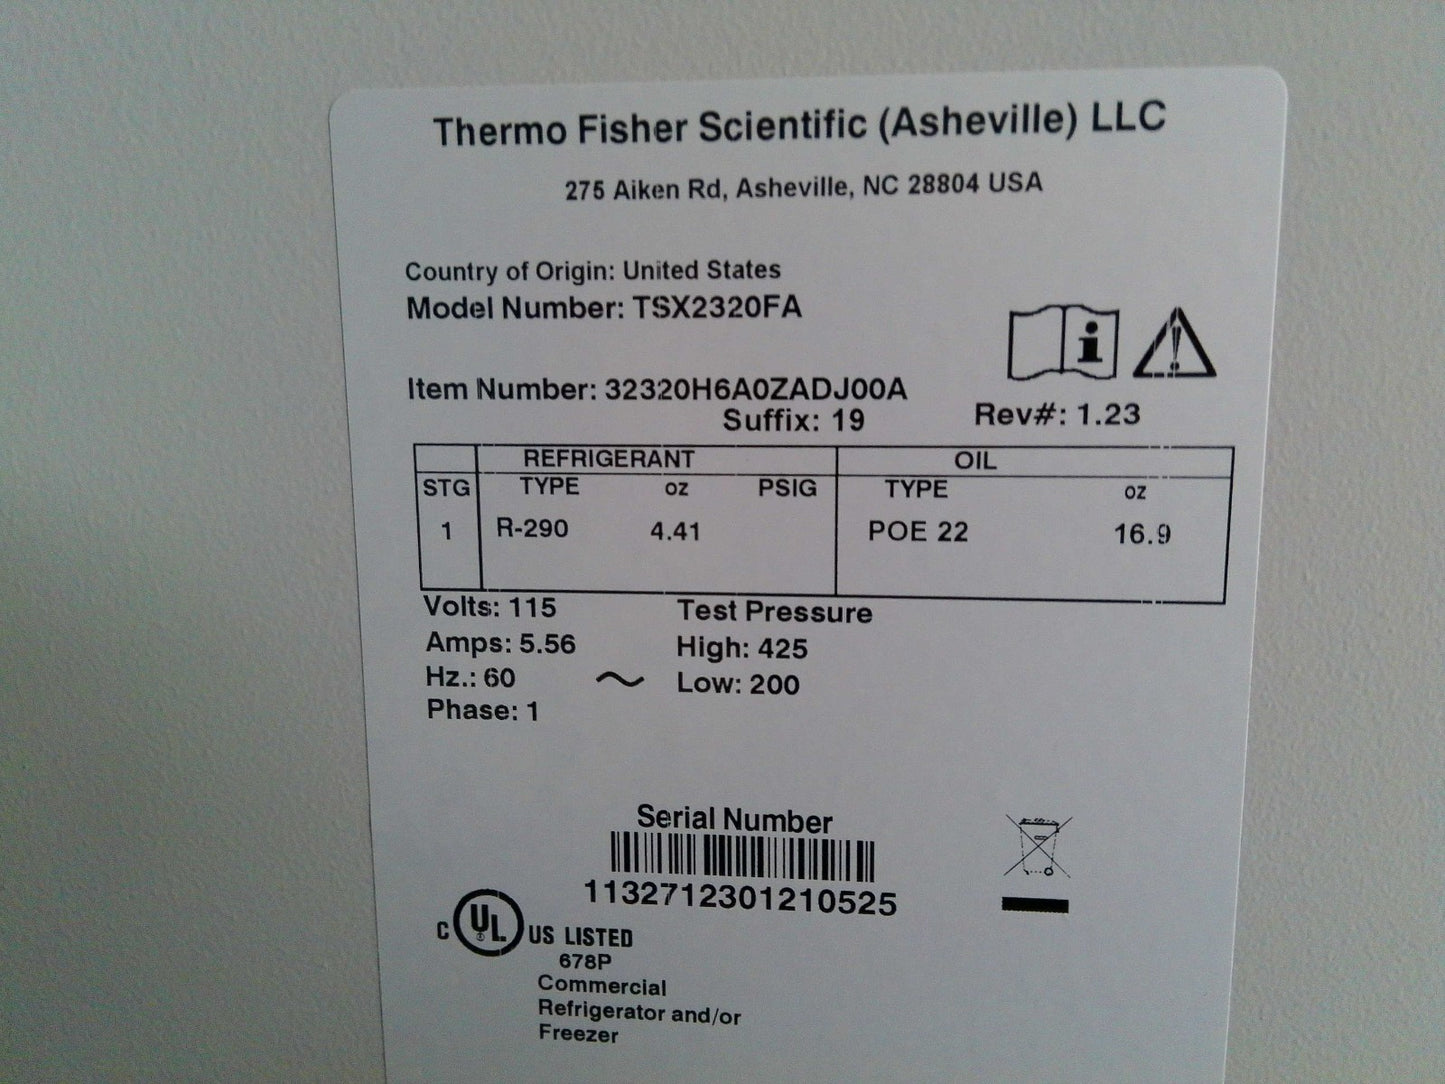 Thermo Fisher Scientific (Asheville) LLC
275 Aiken Rd, Asheville, NC 28804 USA
Country of Origin: United States
Model Number: TSX2320FA
Item Number: 32320H6A0ZADJ00A
Suffix: 19 Rev#: 1.23
REFRIGERANT OIL
STG TYPE oz PSIG TYPE oz
1 R-290 4.41 POE 22 16.9
Volts: 115 Test Pressure
Amps: 5.56 High: 425
Hz.: 60 ~ Low: 200
Phase: 1
Serial Number
1132712301210525
C UL ® US LISTED
678P
Commercial
Refrigerator and/or
Freezer